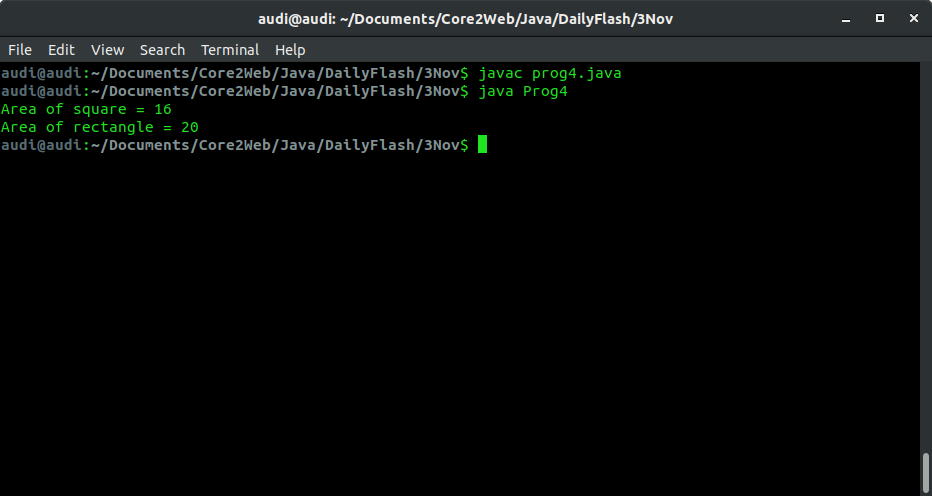 audi@audi: ~/Documents/Core2Web/Java/DailyFlash/3Nov
File Edit View Search Terminal Help
audi@audi:~/Documents/Core2Web/Java/DailyFlash/3Nov$ javac prog4.java
audi@audi:~/Documents/Core2Web/Java/DailyFlash/3Nov$ java Prog4
Area of square = 16
Area of rectangle = 20
audi@audi:~/Documents/Core2Web/Java/DailyFlash/3Nov$